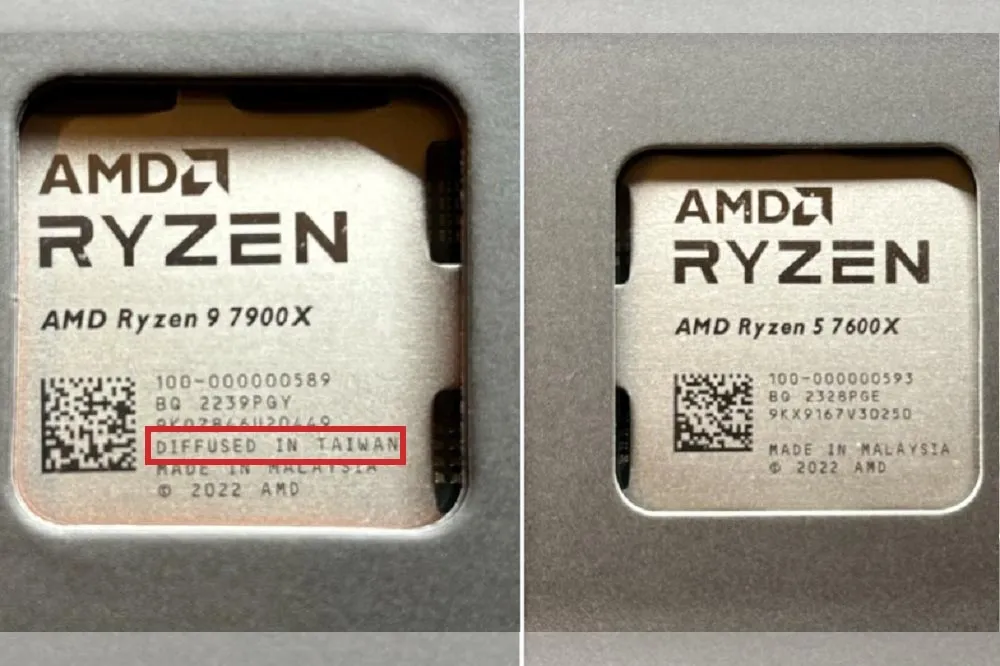 AMD
RYZEN
AMD Ryzen 9 7900X
100-000000589
BQ 2239PGY
DIFFUSED IN TAIWAN
MADE IN MALAYSIA
© 2022 AMD
AMD
RYZEN
AMD Ryzen 5 7600X
100-000000593
BQ 2328PGE
9KX9167V30250
MADE IN MALAYSIA
© 2022 AMD